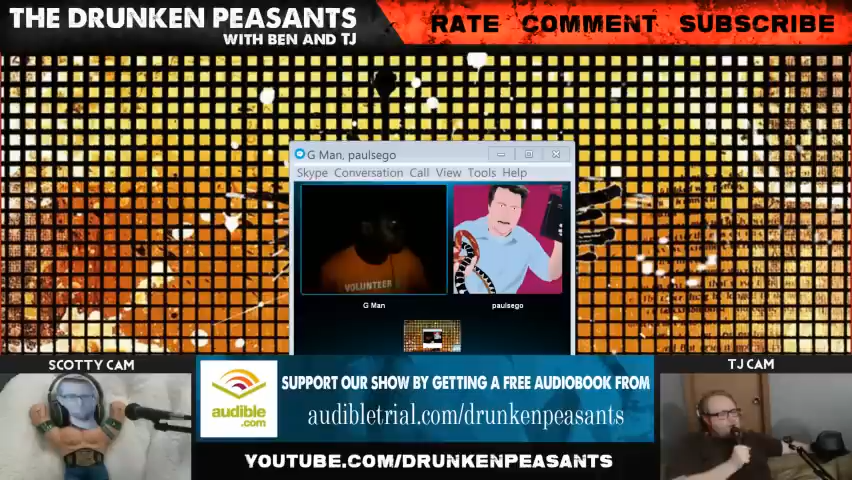 THE DRUNKEN PEASANTS
WITH BEN AND TJ
RATE COMMENT SUBSCRIBE
G Man, paulsego
Skype Conversation Call View Tools Help
VOLUNTEER
G Man
paulsego
SCOTTY CAM
TJ CAM
audible.com
SUPPORT OUR SHOW BY GETTING A FREE AUDIOBOOK FROM
audibletrial.com/drunkenpeasants
YOUTUBE.COM/DRUNKENPEASANTS